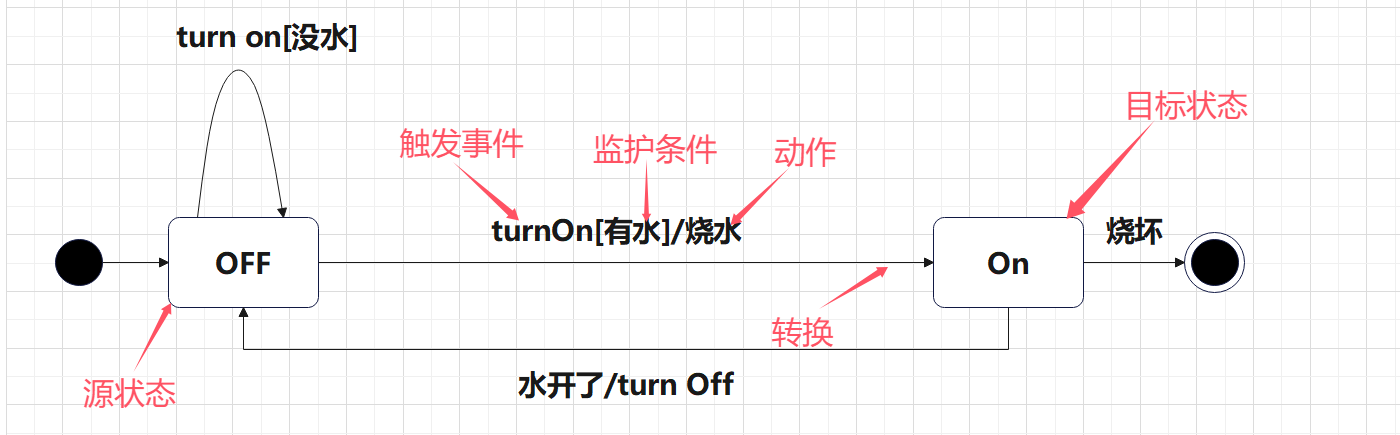 turn on[没水]
目标状态
触发事件
监护条件
动作
turnOn[有水]/烧水
烧坏
OFF
On
转换
源状态
水开了/turn Off